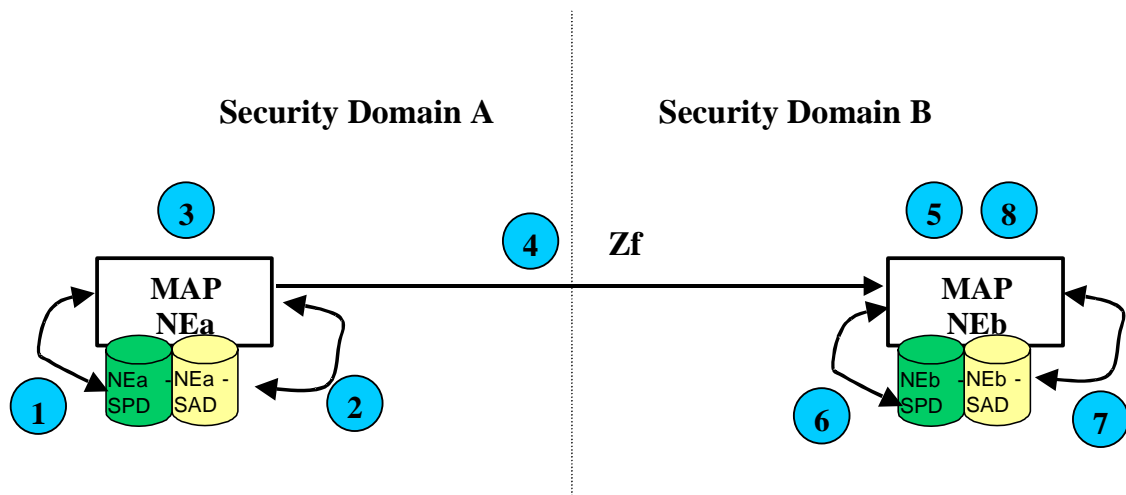 Security Domain A
Security Domain B
3
5
8
4
Zf
MAP
NEa
MAP
NEb
NEa -
SPD
NEa -
SAD
NEb -
SPD
NEb -
SAD
1
2
6
7